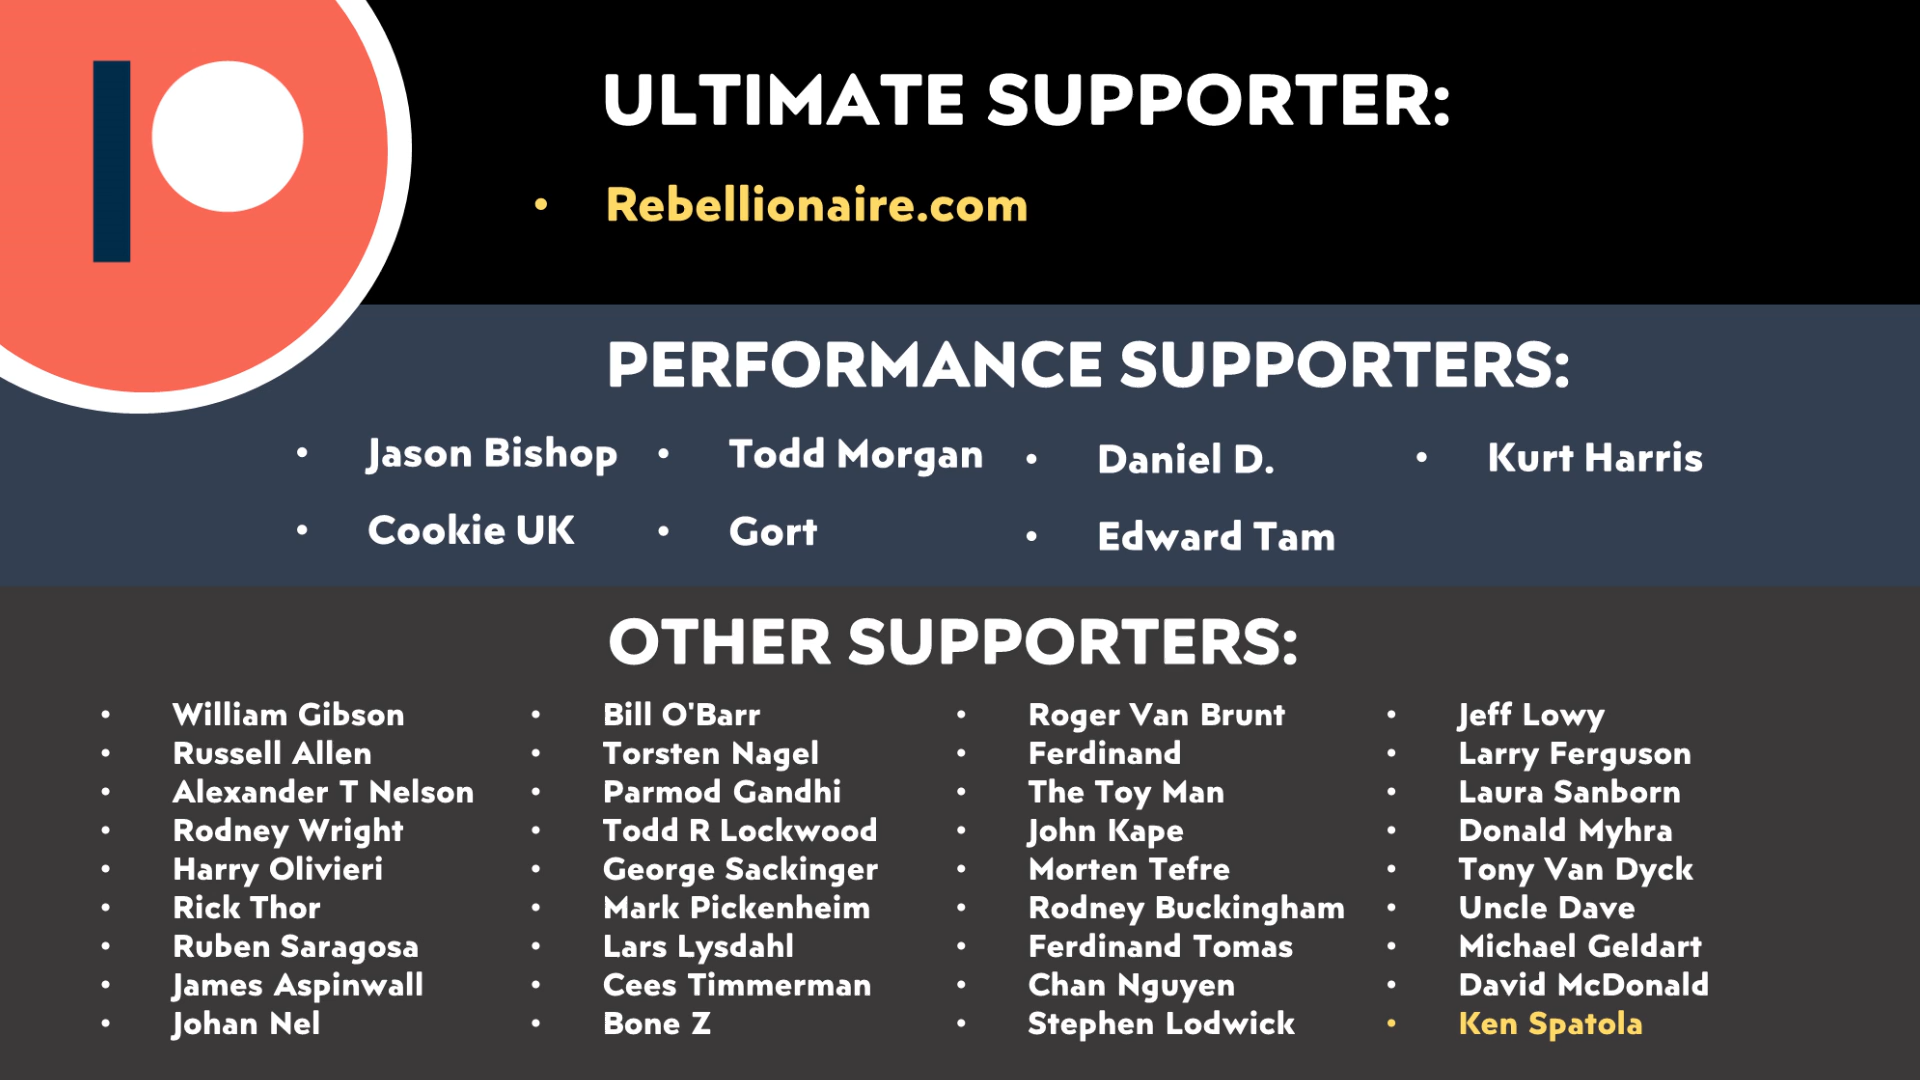 ULTIMATE SUPPORTER:
• Rebellionaire.com
PERFORMANCE SUPPORTERS:
• Jason Bishop
• Cookie UK
• Todd Morgan
• Gort
• Daniel D.
• Edward Tam
• Kurt Harris
OTHER SUPPORTERS:
• William Gibson
• Russell Allen
• Alexander T Nelson
• Rodney Wright
• Harry Olivieri
• Rick Thor
• Ruben Saragosa
• James Aspinwall
• Johan Nel
• Bill O'Barr
• Torsten Nagel
• Parmod Gandhi
• Todd R Lockwood
• George Sackinger
• Mark Pickenheim
• Lars Lysdahl
• Cees Timmerman
• Bone Z
• Roger Van Brunt
• Ferdinand
• The Toy Man
• John Kape
• Morten Tefre
• Rodney Buckingham
• Ferdinand Tomas
• Chan Nguyen
• Stephen Lodwick
• Jeff Lowy
• Larry Ferguson
• Laura Sanborn
• Donald Myhra
• Tony Van Dyck
• Uncle Dave
• Michael Geldart
• David McDonald
• Ken Spatola